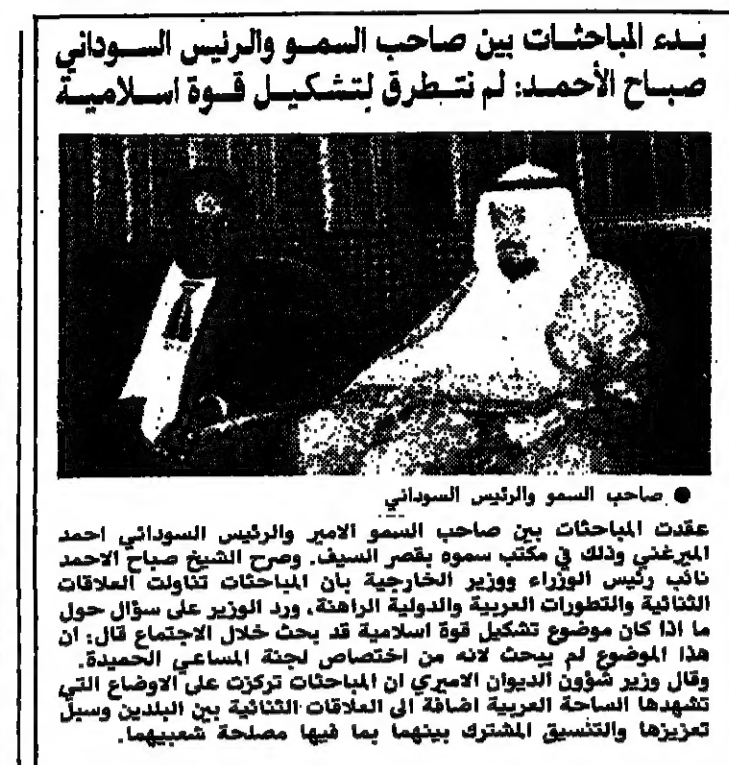 بدء المباحثات بين صاحب السمو والرئيس السوداني
صباح الأحمد: لم نتطرق لتشكيل قوة اسلامية
● صاحب السمو والرئيس السوداني
عقدت المباحثات بين صاحب السمو الامير والرئيس السوداني احمد
الميرغني وذلك في مكتب سموه بقصر السيف. وصرح الشيخ صباح الاحمد
نائب رئيس الوزراء ووزير الخارجية بان المباحثات تناولت العلاقات
الثنائية والتطورات العربية والدولية الراهنة، ورد الوزير على سؤال حول
ما اذا كان موضوع تشكيل قوة اسلامية قد بحث خلال الاجتماع قال: ان
هذا الموضوع لم يبحث لانه من اختصاص لجنة المساعي الحميدة.
وقال وزير شؤون الديوان الاميري ان المباحثات تركزت على الاوضاع التي
تشهدها الساحة العربية اضافة الى العلاقات الثنائية بين البلدين وسبل
تعزيزها والتنسيق المشترك بينهما بما فيها مصلحة شعبيهما.